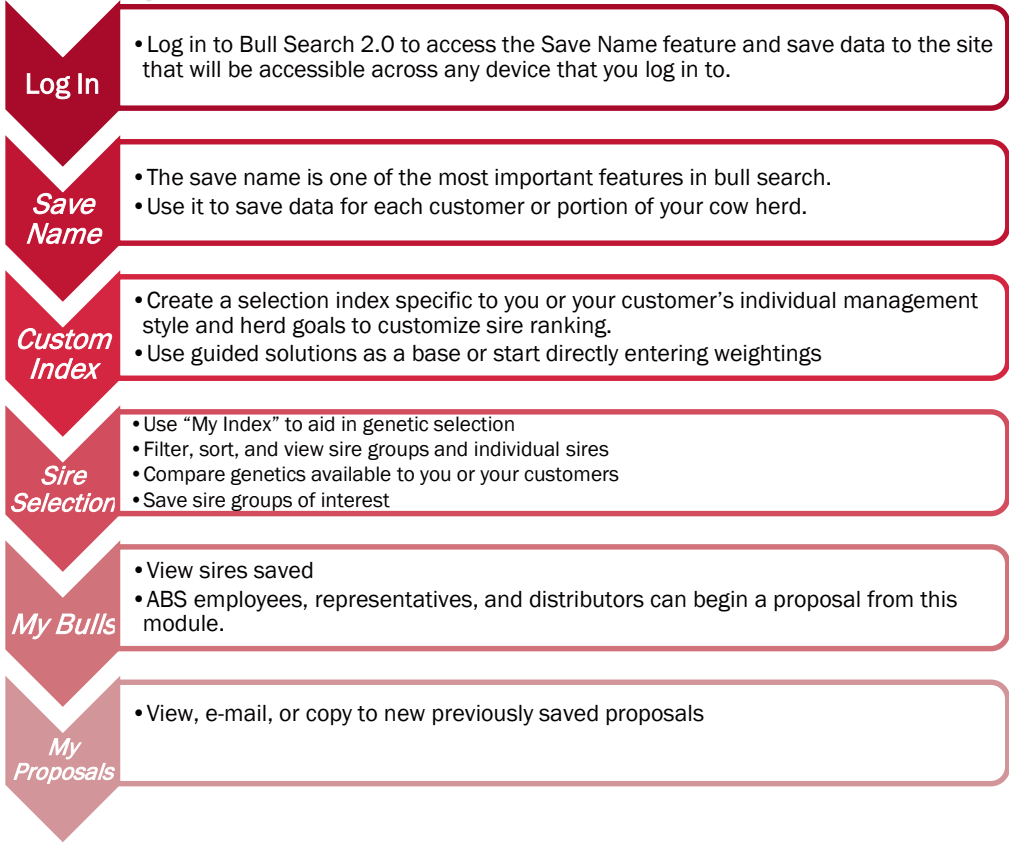 Log In
•Log in to Bull Search 2.0 to access the Save Name feature and save data to the site
that will be accessible across any device that you log in to.
Save
Name
•The save name is one of the most important features in bull search.
•Use it to save data for each customer or portion of your cow herd.
Custom
Index
•Create a selection index specific to you or your customer's individual management
style and herd goals to customize sire ranking.
•Use guided solutions as a base or start directly entering weightings
Sire
Selection
•Use “My Index” to aid in genetic selection
•Filter, sort, and view sire groups and individual sires
•Compare genetics available to you or your customers
•Save sire groups of interest
My Bulls
•View sires saved
•ABS employees, representatives, and distributors can begin a proposal from this
module.
My
Proposals
•View, e-mail, or copy to new previously saved proposals